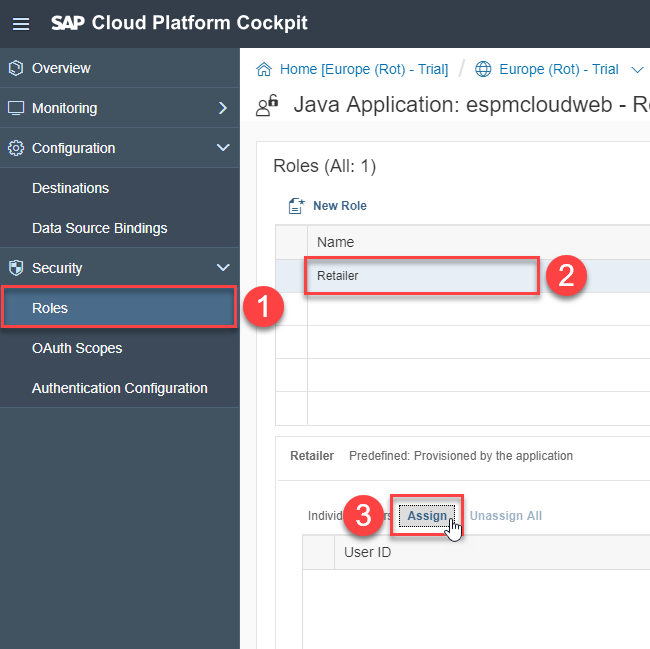 SAP Cloud Platform Cockpit
Overview
Monitoring
Configuration
Destinations
Data Source Bindings
Security
Roles
OAuth Scopes
Authentication Configuration
Home [Europe (Rot) - Trial] / Europe (Rot) - Trial
Java Application: espmcloudweb - R
Roles (All: 1)
New Role
Name
Retailer
1
2
Retailer Predefined: Provisioned by the application
3
Assign Unassign All
User ID